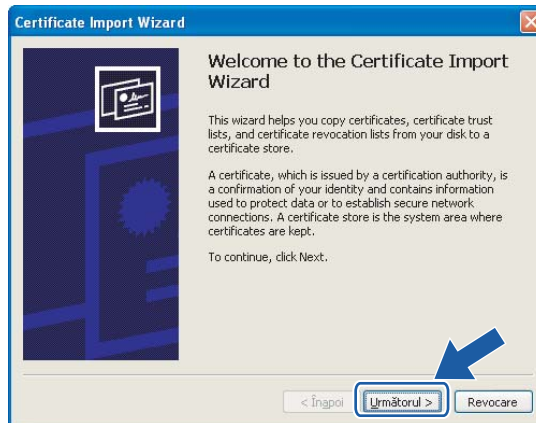 Certificate Import Wizard
Welcome to the Certificate Import
Wizard
This wizard helps you copy certificates, certificate trust
lists, and certificate revocation lists from your disk to a
certificate store.
A certificate, which is issued by a certification authority, is
a confirmation of your identity and contains information
used to protect data or to establish secure network
connections. A certificate store is the system area where
certificates are kept.
To continue, click Next.
< Înapoi Următorul > Revocare